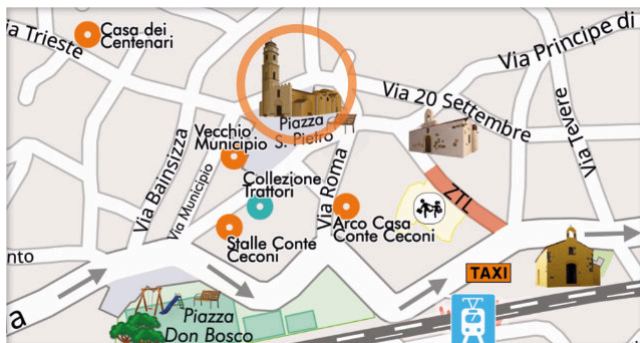 Casa dei
Centenari
ia Trieste
Via Principe di
Via 20 Settembre
Piazza
S. Pietro
Vecchio
Municipio
Via Bainsizza
Via Municipio
Collezione
Trattori
Via Roma
Via Tevere
ZTL
Arco Casa
Conte Ceconi
Stalle Conte
Ceconi
nto
TAXI
a
Piazza
Don Bosco